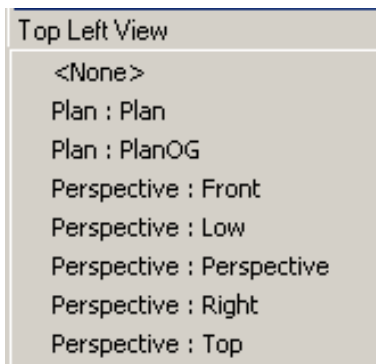 Top Left View
<None>
Plan : Plan
Plan : PlanOG
Perspective : Front
Perspective : Low
Perspective : Perspective
Perspective : Right
Perspective : Top